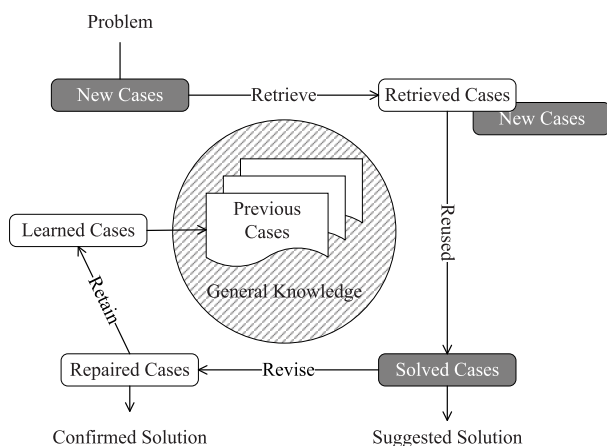 Problem
New Cases
Retrieve
Retrieved Cases
New Cases
Previous
Cases
General Knowledge
Learned Cases
Reused
Retain
Repaired Cases
Revise
Solved Cases
Confirmed Solution
Suggested Solution